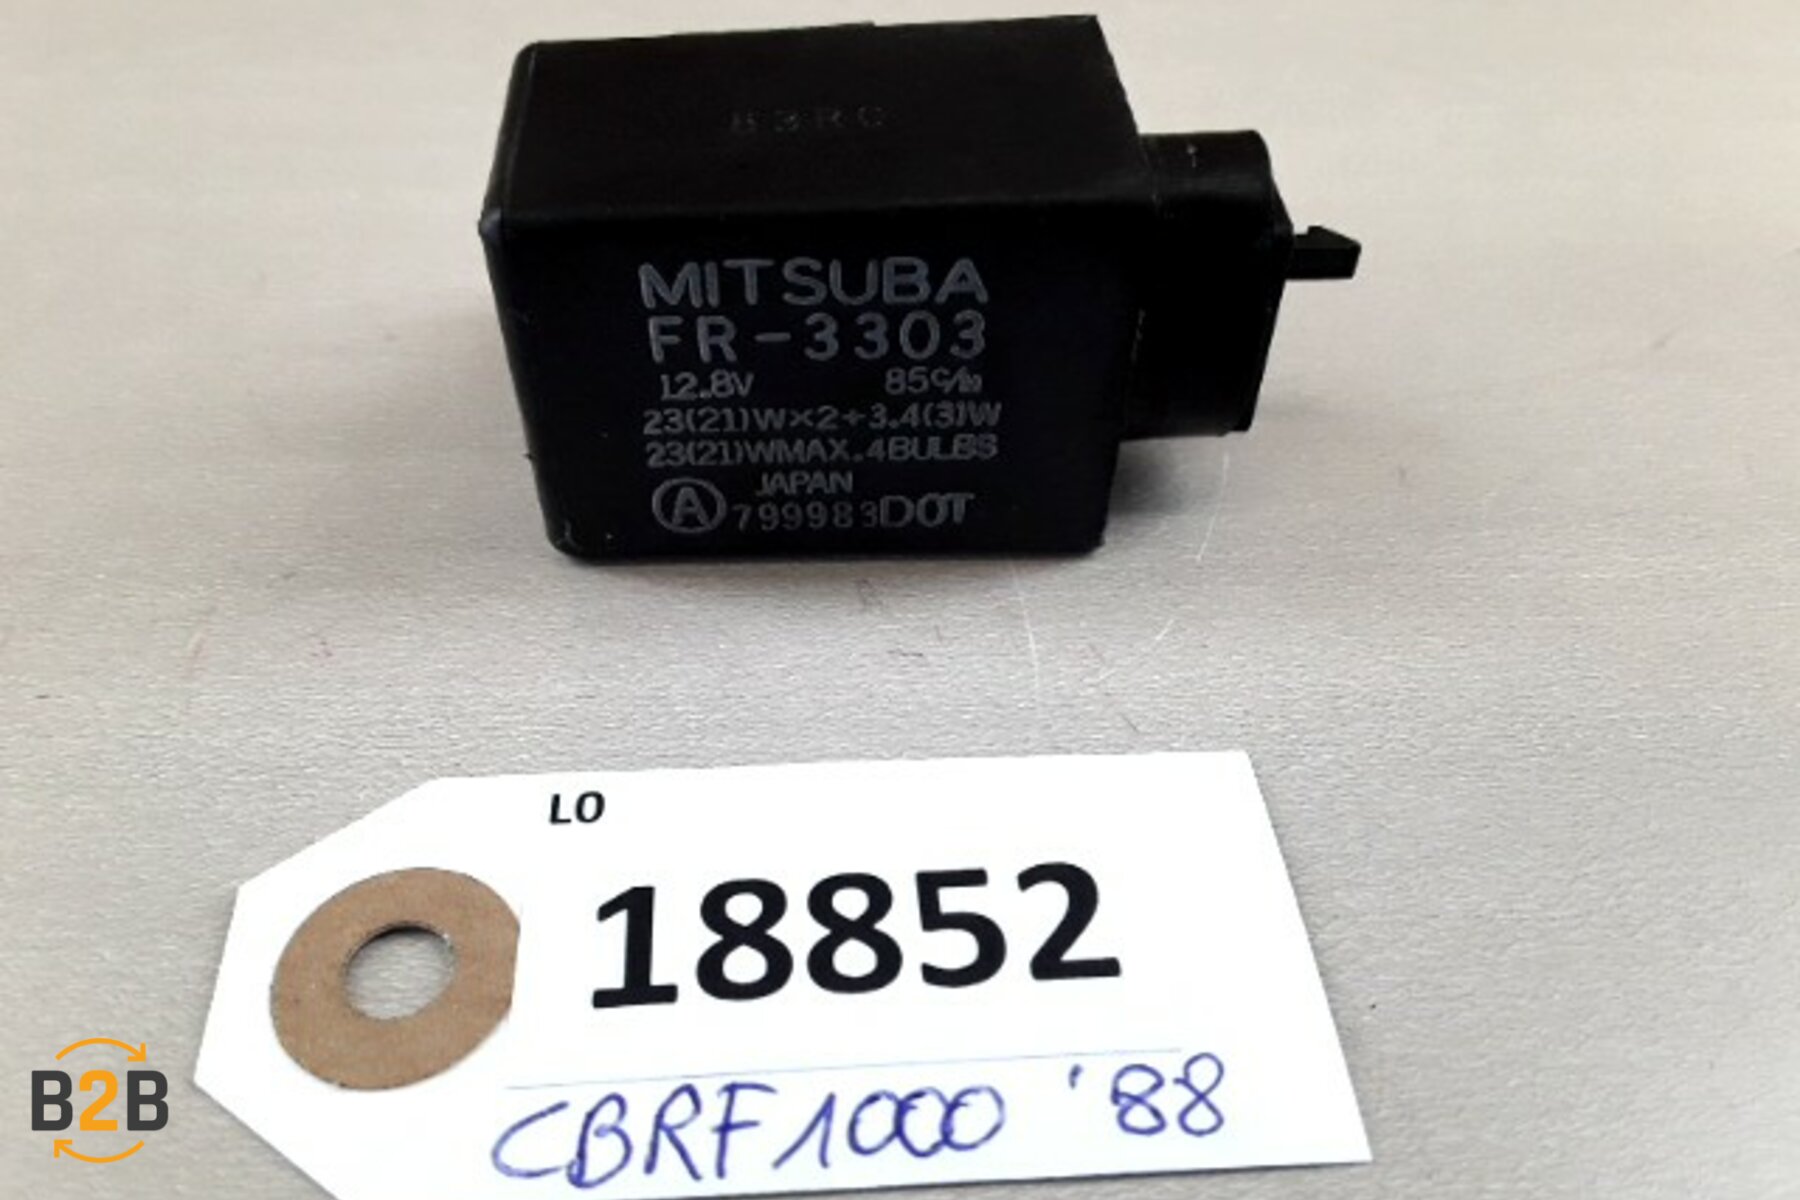 MITSUBA
FR-3303
12.8V 85c/m
23(21)W×2+3.4(3)W
23(21)WMAX.4BULBS
JAPAN
Ⓐ799983DOT
LO
18852
CBRF1000 '88
B2B